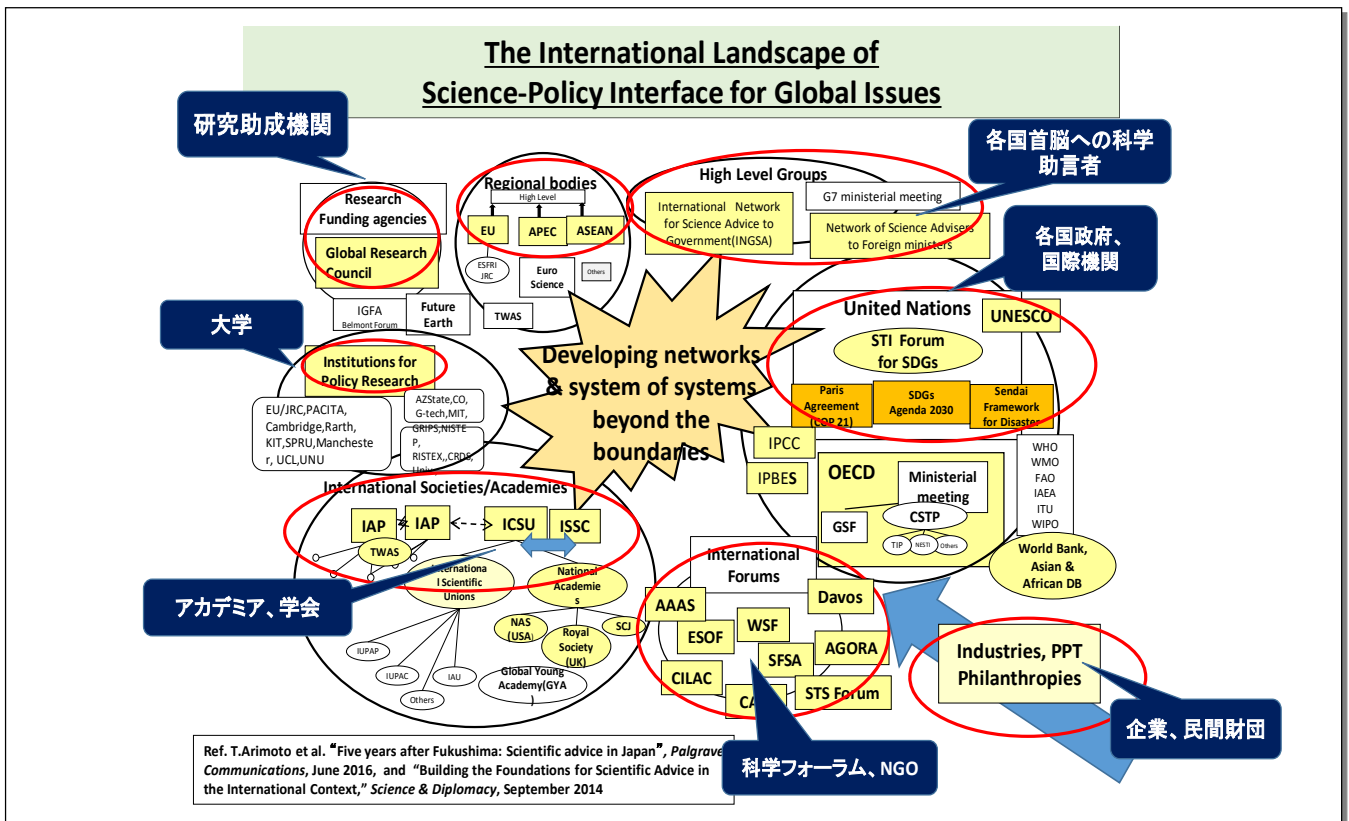 The International Landscape of
Science-Policy Interface for Global Issues
研究助成機関
各国首脳への科学
助言者
Research
Funding agencies
Global Research
Council
IGFA
Belmont Forum
Future
Earth
Regional bodies
High Level
EU
APEC
ASEAN
ESFRI
JRC
Euro
Science
Others
TWAS
High Level Groups
G7 ministerial meeting
International Network
for Science Advice to
Government(INGSA)
Network of Science Advisers
to Foreign ministers
各国政府、
国際機関
大学
Institutions for
Policy Research
EU/JRC,PACITA,
Cambridge,Rarth,
KIT,SPRU,Mancheste
r, UCL,UNU
AZState,CO,
G-tech,MIT,
GRIPS,NISTE
P,
RISTEX,,CRDS,
Developing networks
& system of systems
beyond the
boundaries
United Nations
UNESCO
STI Forum
for SDGs
Paris
Agreement
(COP 21)
SDGs
Agenda 2030
Sendai
Framework
for Disaster
IPCC
IPBES
OECD
Ministerial
meeting
GSF
CSTP
TIP
NESTI
Others
WHO
WMO
FAO
IAEA
ITU
WIPO
World Bank,
Asian &
African DB
International Societies/Academies
IAP
IAP
ICSU
ISSC
TWAS
l Scientific
Unions
National
Academie
s
NAS
(USA)
Royal
Society
(UK)
SCJ
IUPAP
IUPAC
IAU
Others
Global Young
Academy(GYA
)
アカデミア、学会
International
Forums
AAAS
Davos
ESOF
WSF
AGORA
SFSA
CILAC
STS Forum
科学フォーラム、NGO
Industries, PPT
Philanthropies
企業、民間財団
Ref. T.Arimoto et al. "Five years after Fukushima: Scientific advice in Japan", Palgrave
Communications, June 2016, and “Building the Foundations for Scientific Advice in
the International Context,” Science & Diplomacy, September 2014